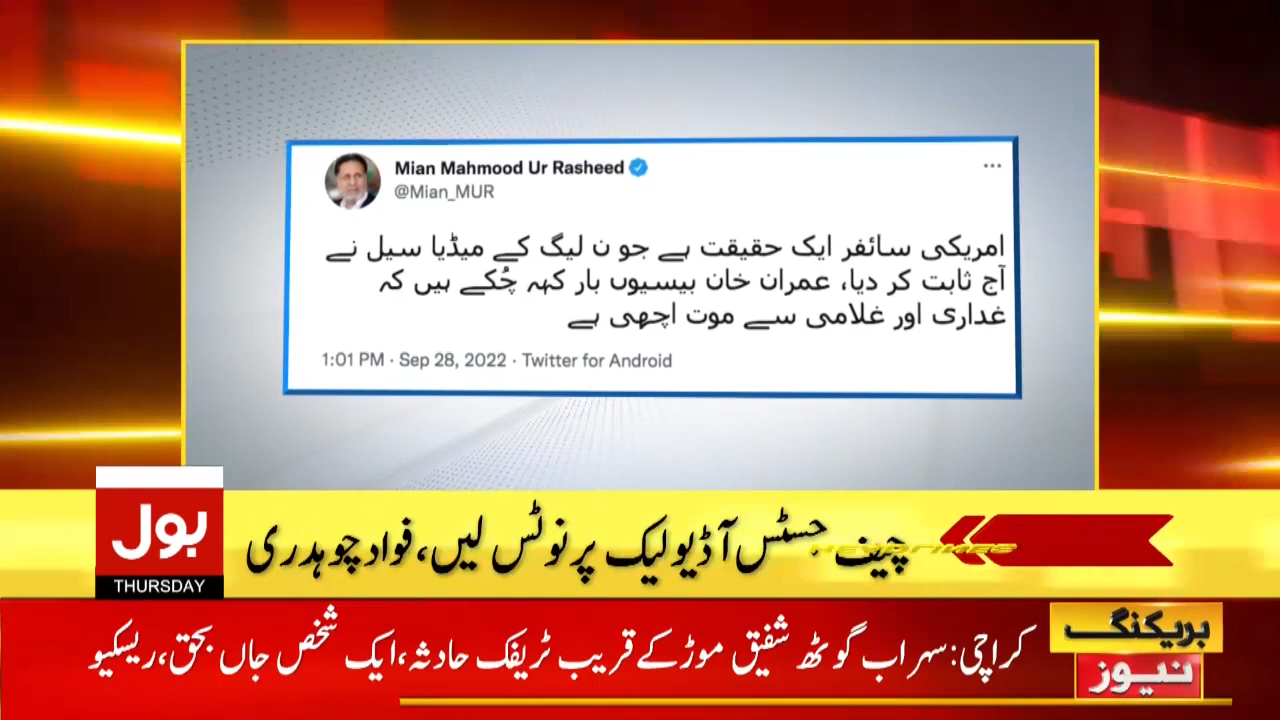 Mian Mahmood Ur Rasheed
@Mian_MUR
امریکی سائفر ایک حقیقت ہے جو ن لیگ کے میڈیا سیل نے
آج ثابت کر دیا، عمران خان بیسیوں بار کہہ چُکے ہیں کہ
غداری اور غلامی سے موت اچھی ہے
1:01 PM · Sep 28, 2022 · Twitter for Android
بول
THURSDAY
چیف جسٹس آڈیو لیک پر نوٹس لیں، فواد چوہدری
بریکنگ
نیوز
کراچی: سہراب گوٹھ شفیق موڑ کے قریب ٹریفک حادثہ، ایک شخص جاں بحق، ریسکیو